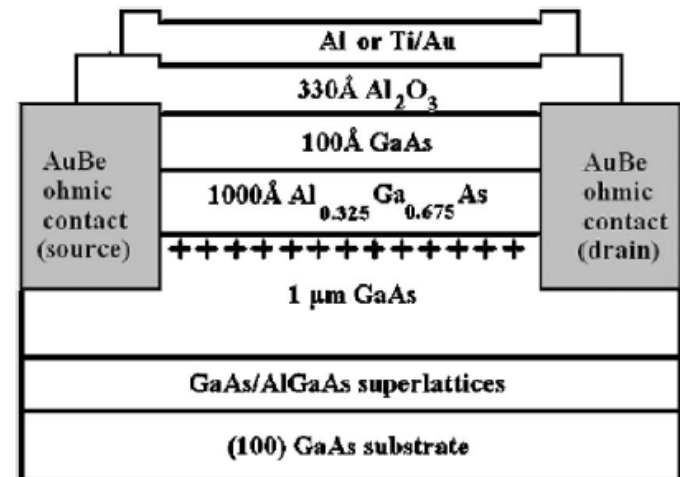 Al or Ti/Au
330Å Al₂O₃
100Å GaAs
AuBe
ohmic
contact
(source)
1000Å Al₀.₃₂₅Ga₀.₆₇₅As
AuBe
ohmic
contact
(drain)
+ + + + + + + + + + + +
1 μm GaAs
GaAs/AlGaAs superlattices
(100) GaAs substrate